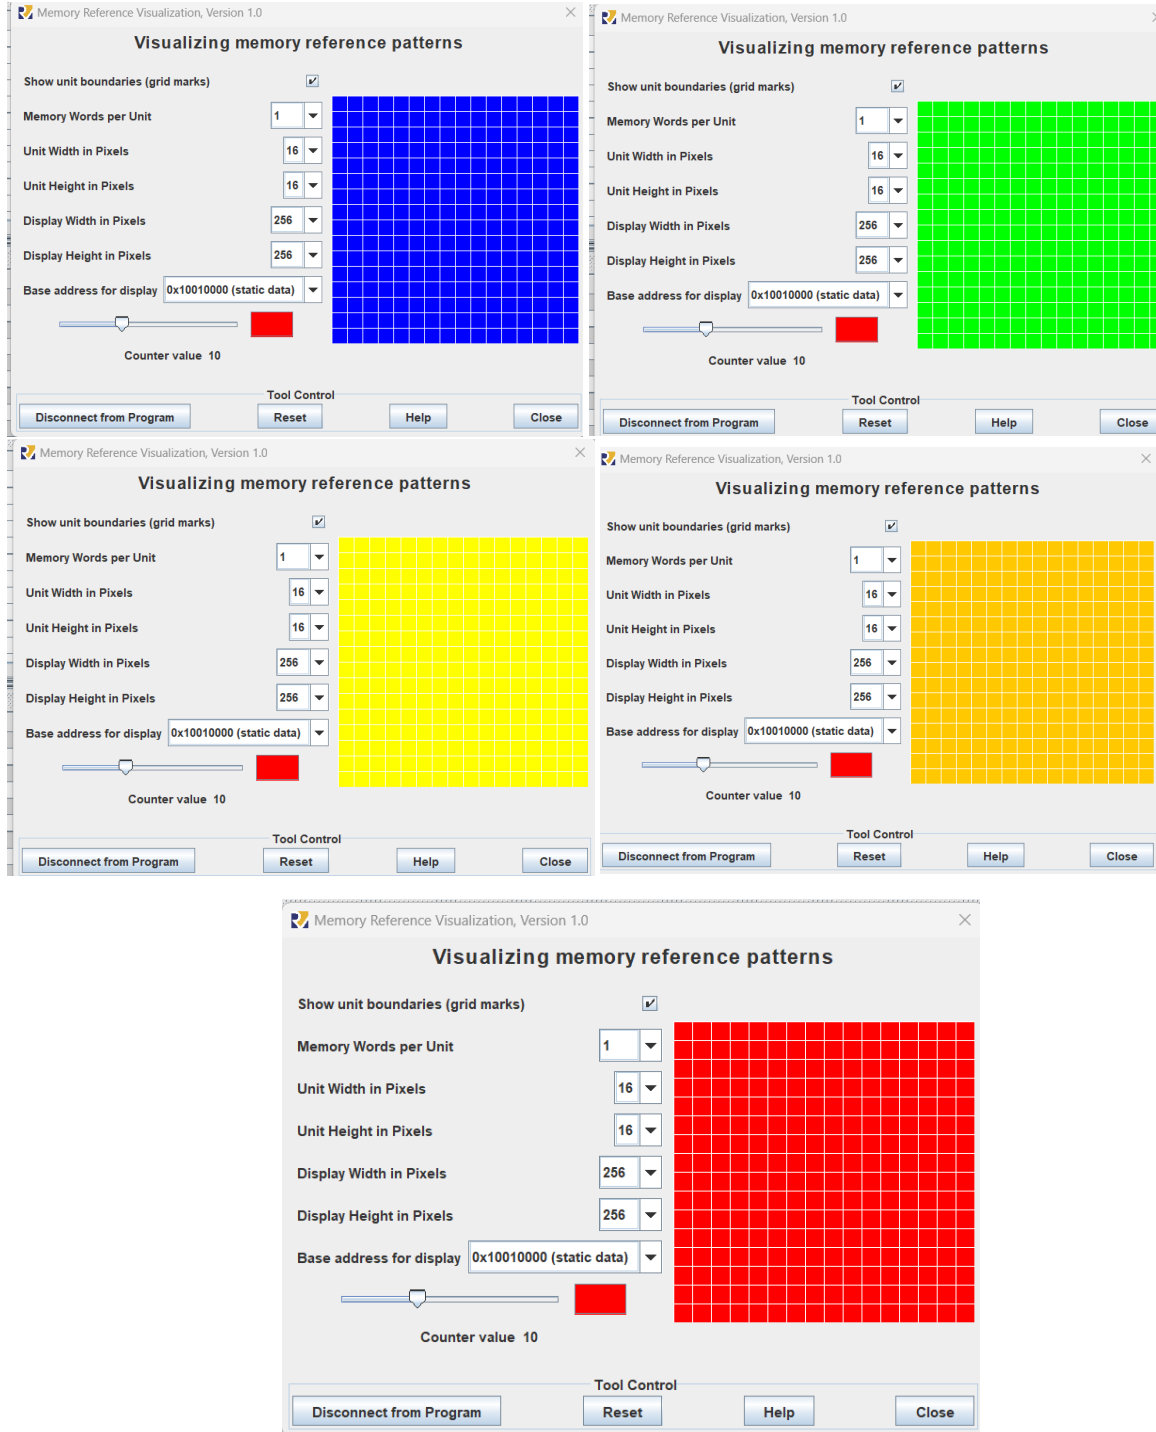 Memory Reference Visualization, Version 1.0
Visualizing memory reference patterns
Show unit boundaries (grid marks)
Memory Words per Unit 1
Unit Width in Pixels 16
Unit Height in Pixels 16
Display Width in Pixels 256
Display Height in Pixels 256
Base address for display 0x10010000 (static data)
Counter value 10
Tool Control
Disconnect from Program Reset Help Close
Memory Reference Visualization, Version 1.0
Visualizing memory reference patterns
Show unit boundaries (grid marks)
Memory Words per Unit 1
Unit Width in Pixels 16
Unit Height in Pixels 16
Display Width in Pixels 256
Display Height in Pixels 256
Base address for display 0x10010000 (static data)
Counter value 10
Tool Control
Disconnect from Program Reset Help Close
Memory Reference Visualization, Version 1.0
Visualizing memory reference patterns
Show unit boundaries (grid marks)
Memory Words per Unit 1
Unit Width in Pixels 16
Unit Height in Pixels 16
Display Width in Pixels 256
Display Height in Pixels 256
Base address for display 0x10010000 (static data)
Counter value 10
Tool Control
Disconnect from Program Reset Help Close
Memory Reference Visualization, Version 1.0
Visualizing memory reference patterns
Show unit boundaries (grid marks)
Memory Words per Unit 1
Unit Width in Pixels 16
Unit Height in Pixels 16
Display Width in Pixels 256
Display Height in Pixels 256
Base address for display 0x10010000 (static data)
Counter value 10
Tool Control
Disconnect from Program Reset Help Close
Memory Reference Visualization, Version 1.0
Visualizing memory reference patterns
Show unit boundaries (grid marks)
Memory Words per Unit 1
Unit Width in Pixels 16
Unit Height in Pixels 16
Display Width in Pixels 256
Display Height in Pixels 256
Base address for display 0x10010000 (static data)
Counter value 10
Tool Control
Disconnect from Program Reset Help Close